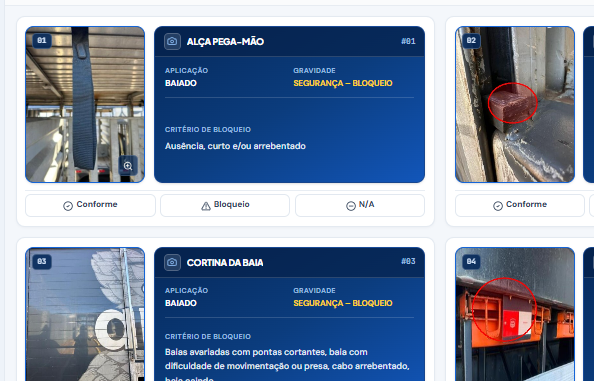 01
ALÇA PEGA-MÃO
#01
APLICAÇÃO
GRAVIDADE
BAIADO
SEGURANÇA – BLOQUEIO
CRITÉRIO DE BLOQUEIO
Ausência, curto e/ou arrebentado
Conforme
Bloqueio
N/A
02
Conforme
03
CORTINA DA BAIA
#03
APLICAÇÃO
GRAVIDADE
BAIADO
SEGURANÇA – BLOQUEIO
CRITÉRIO DE BLOQUEIO
Baias avariadas com pontas cortantes, baia com
dificuldade de movimentação ou presa, cabo arrebentado,
baia caindo
04